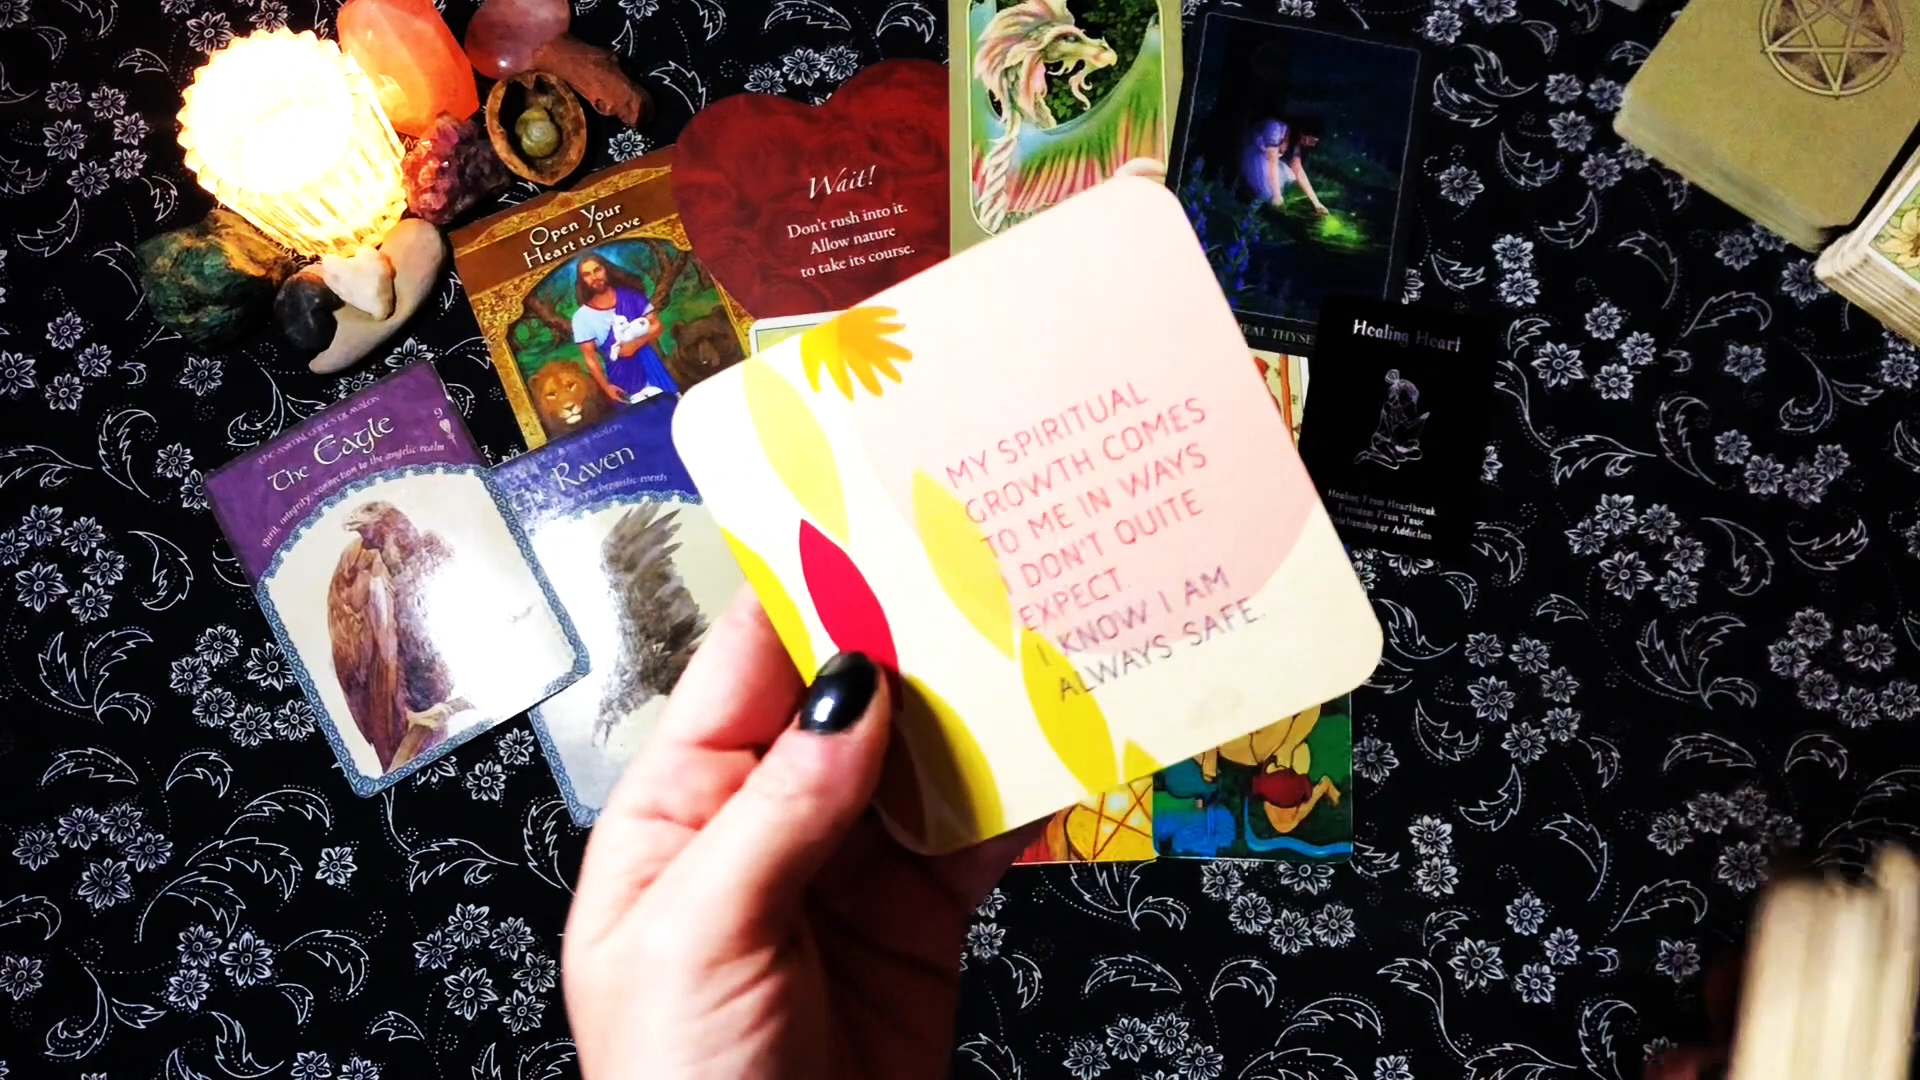 Open Your
Heart to Love
Wait!
Don't rush into it.
Allow nature
to take its course.
The Eagle
9
spirit, integrity, connection to the angelic realm
Raven
MY SPIRITUAL
GROWTH COMES
TO ME IN WAYS
I DON'T QUITE
EXPECT.
I KNOW I AM
ALWAYS SAFE.
Healing Heart
Healing From Heartbreak
Freedom From Toxic
Relationship or Addiction